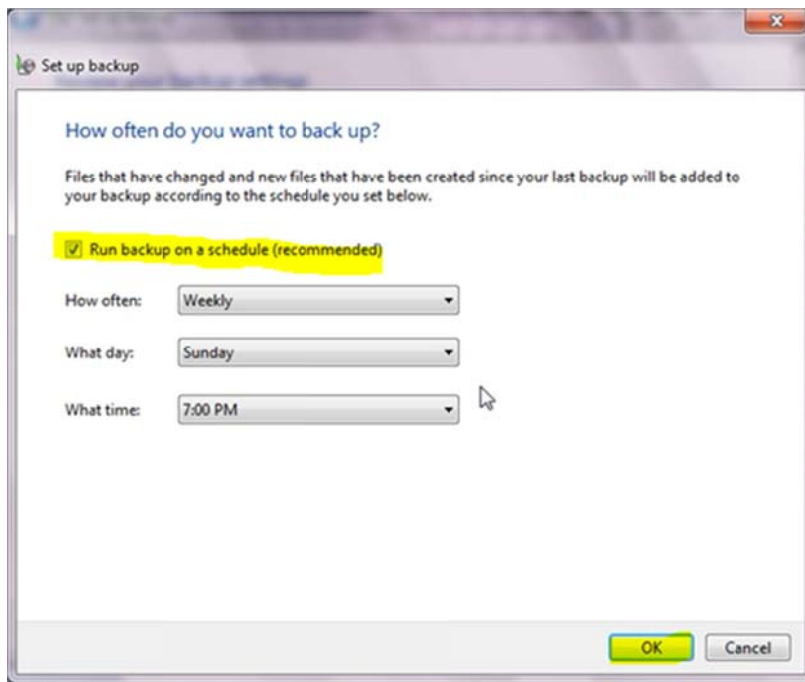 Set up backup
How often do you want to back up?
Files that have changed and new files that have been created since your last backup will be added to
your backup according to the schedule you set below.
Run backup on a schedule (recommended)
How often: Weekly
What day: Sunday
What time: 7:00 PM
OK Cancel